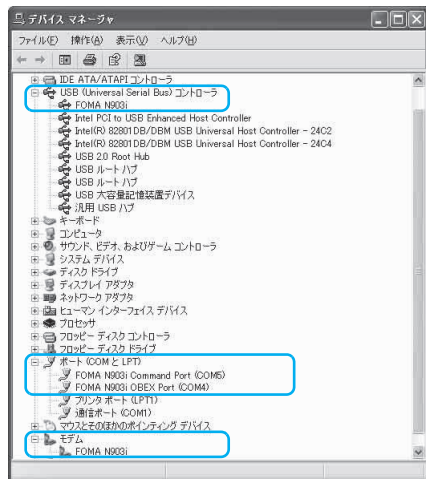 デバイス マネージャ
ファイル(F) 操作(A) 表示(V) ヘルプ(H)
IDE ATA/ATAPI コントローラ
USB (Universal Serial Bus) コントローラ
FOMA N903i
Intel PCI to USB Enhanced Host Controller
Intel(R) 82801DB/DBM USB Universal Host Controller - 24C2
Intel(R) 82801DB/DBM USB Universal Host Controller - 24C4
USB 2.0 Root Hub
USB ルート ハブ
USB ルート ハブ
USB 大容量記憶装置デバイス
汎用 USB ハブ
キーボード
コンピュータ
サウンド、ビデオ、およびゲーム コントローラ
システム デバイス
ディスク ドライブ
ディスプレイ アダプタ
ネットワーク アダプタ
ヒューマン インターフェイス デバイス
プロセッサ
フロッピー ディスク コントローラ
フロッピー ディスク ドライブ
ポート (COM と LPT)
FOMA N903i Command Port (COM5)
FOMA N903i OBEX Port (COM4)
プリンタ ポート (LPT1)
通信ポート (COM1)
マウスとそのほかのポインティング デバイス
モデム
FOMA N903i